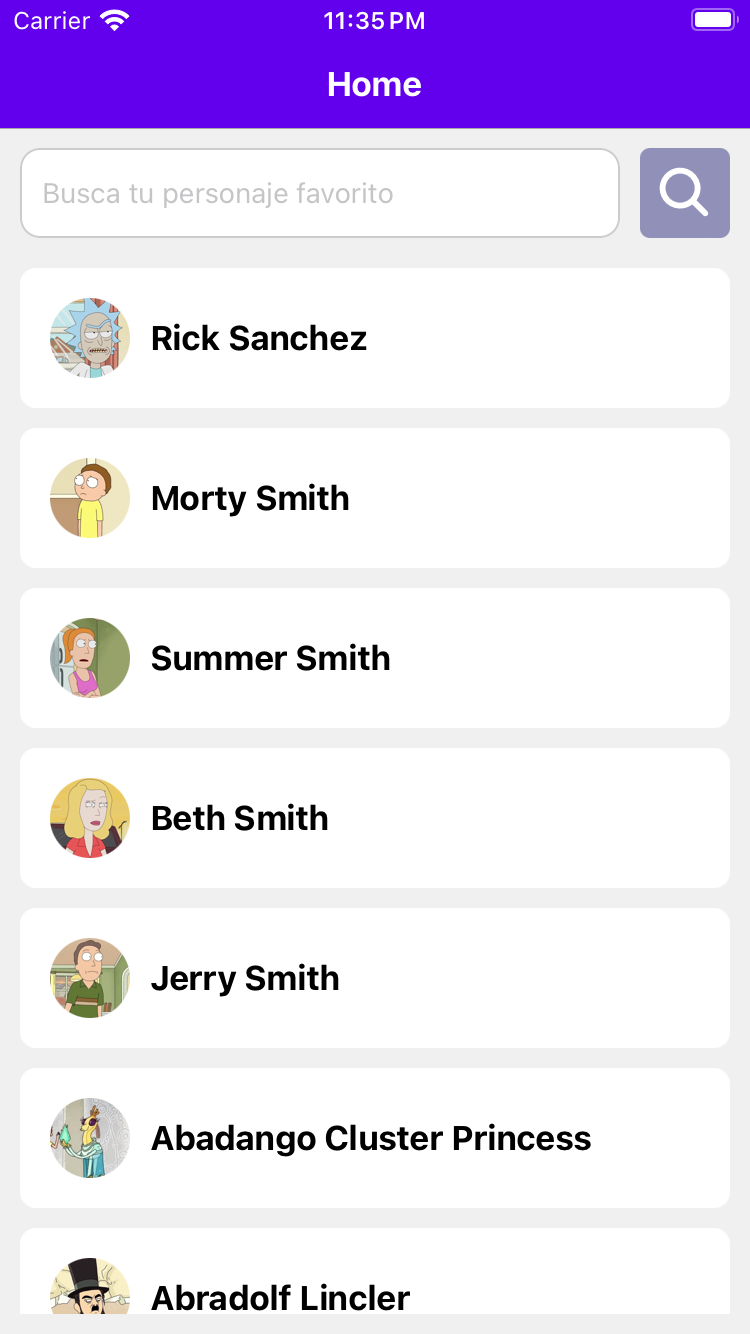 Carrier 11:35 PM
Home
Busca tu personaje favorito
Rick Sanchez
Morty Smith
Summer Smith
Beth Smith
Jerry Smith
Abadango Cluster Princess
Abradolf Lincler